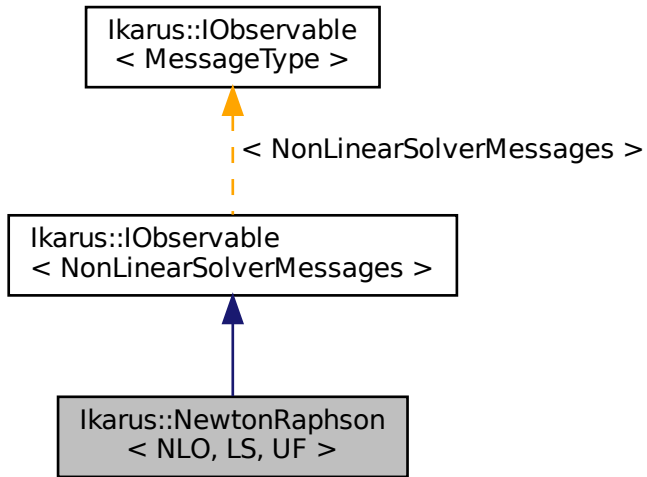 Ikarus::IObservable
< MessageType >
< NonLinearSolverMessages >
Ikarus::IObservable
< NonLinearSolverMessages >
Ikarus::NewtonRaphson
< NLO, LS, UF >